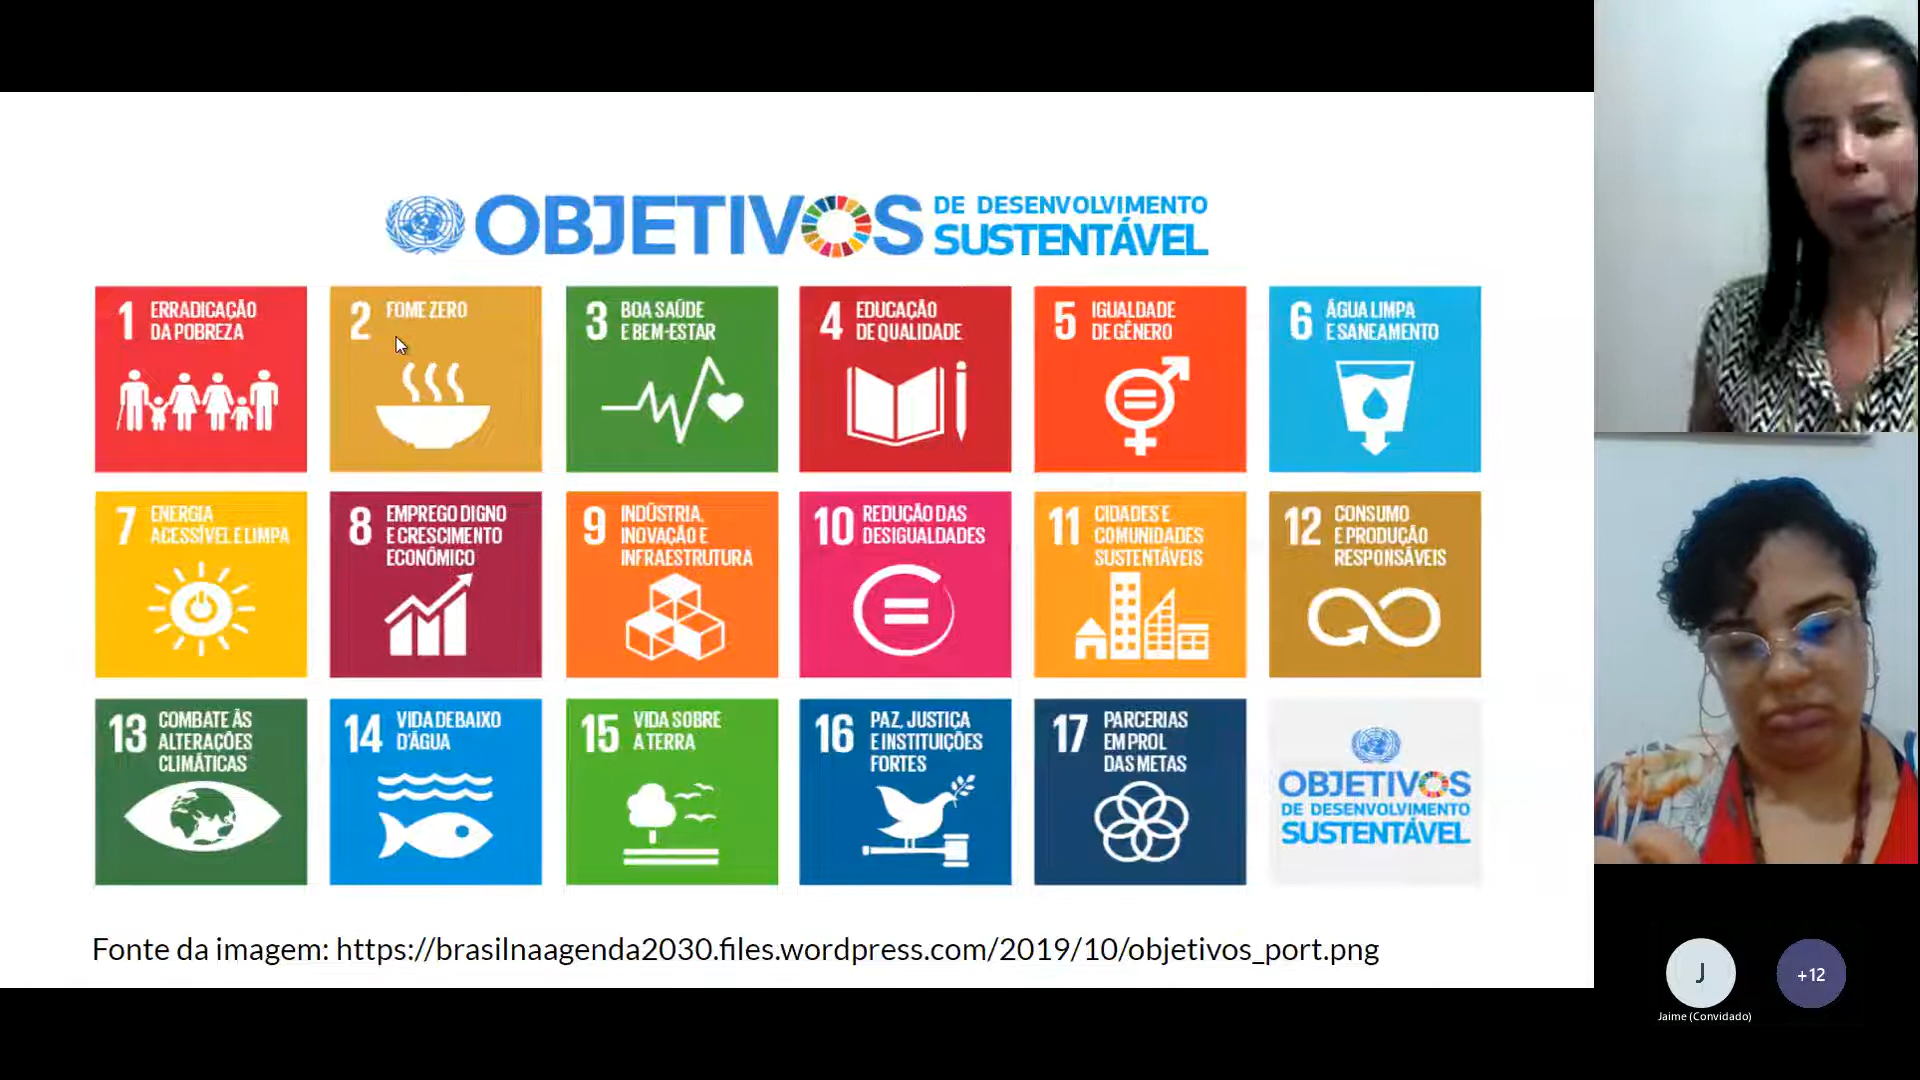 OBJETIVOS
DE DESENVOLVIMENTO
SUSTENTÁVEL
1 ERRADICAÇÃO
DA POBREZA
2 FOME ZERO
3 BOA SAÚDE
E BEM-ESTAR
4 EDUCAÇÃO
DE QUALIDADE
5 IGUALDADE
DE GÊNERO
6 ÁGUA LIMPA
E SANEAMENTO
7 ENERGIA
ACESSÍVEL E LIMPA
8 EMPREGO DIGNO
E CRESCIMENTO
ECONÔMICO
9 INDÚSTRIA,
INOVAÇÃO E
INFRAESTRUTURA
10 REDUÇÃO DAS
DESIGUALDADES
11 CIDADES E
COMUNIDADES
SUSTENTÁVEIS
12 CONSUMO
E PRODUÇÃO
RESPONSÁVEIS
13 COMBATE ÀS
ALTERAÇÕES
CLIMÁTICAS
14 VIDA DEBAIXO
D'ÁGUA
15 VIDA SOBRE
A TERRA
16 PAZ, JUSTIÇA
E INSTITUIÇÕES
FORTES
17 PARCERIAS
EM PROL
DAS METAS
OBJETIVOS
DE DESENVOLVIMENTO
SUSTENTÁVEL
Fonte da imagem: https://brasilnaagenda2030.files.wordpress.com/2019/10/objetivos_port.png
J
+12
Jaime (Convidado)